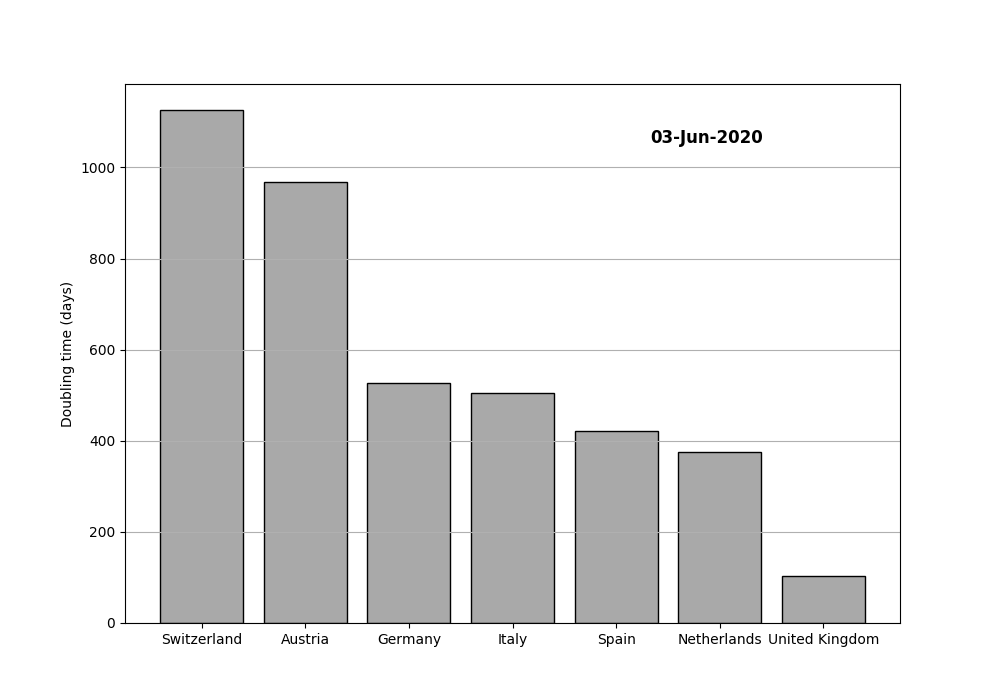 03-Jun-2020
Doubling time (days)
1000
800
600
400
200
0
Switzerland Austria Germany Italy Spain Netherlands United Kingdom